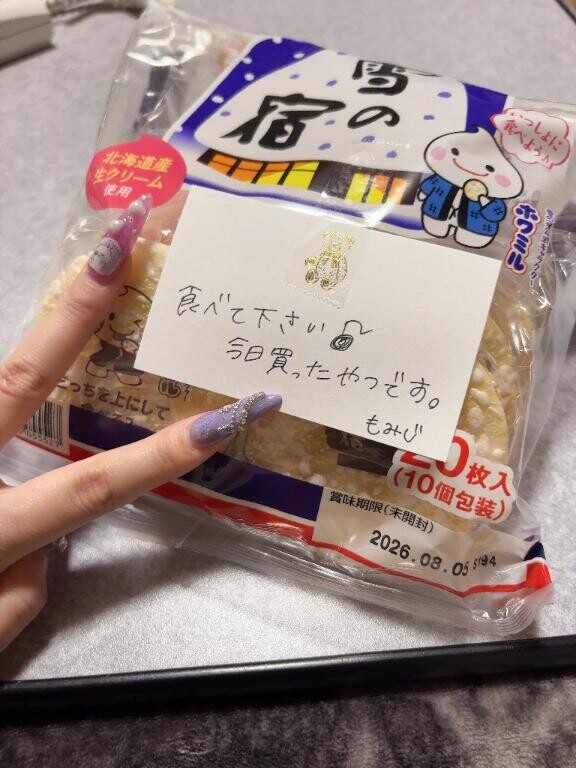 雪の
宿
いっしょに
食べようよ
北海道産
生クリーム
使用
ホワミル
食べて下さい♪
今日買ったやつです。
もみじ
こっちを上にして
20枚入
(10個包装)
賞味期限(未開封)
2026.08.05 S194